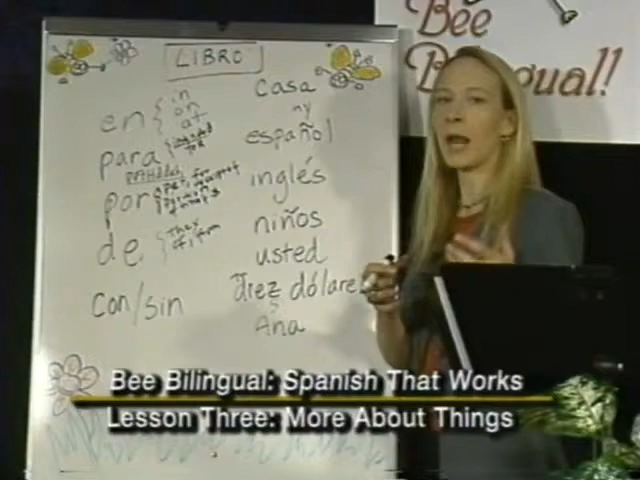 Bee
Bilingual!
LIBRO
en
in
on
at
para
por
de
con/sin
casa
ny
español
inglés
niños
usted
diez dólares
Ana
Bee Bilingual: Spanish That Works
Lesson Three: More About Things